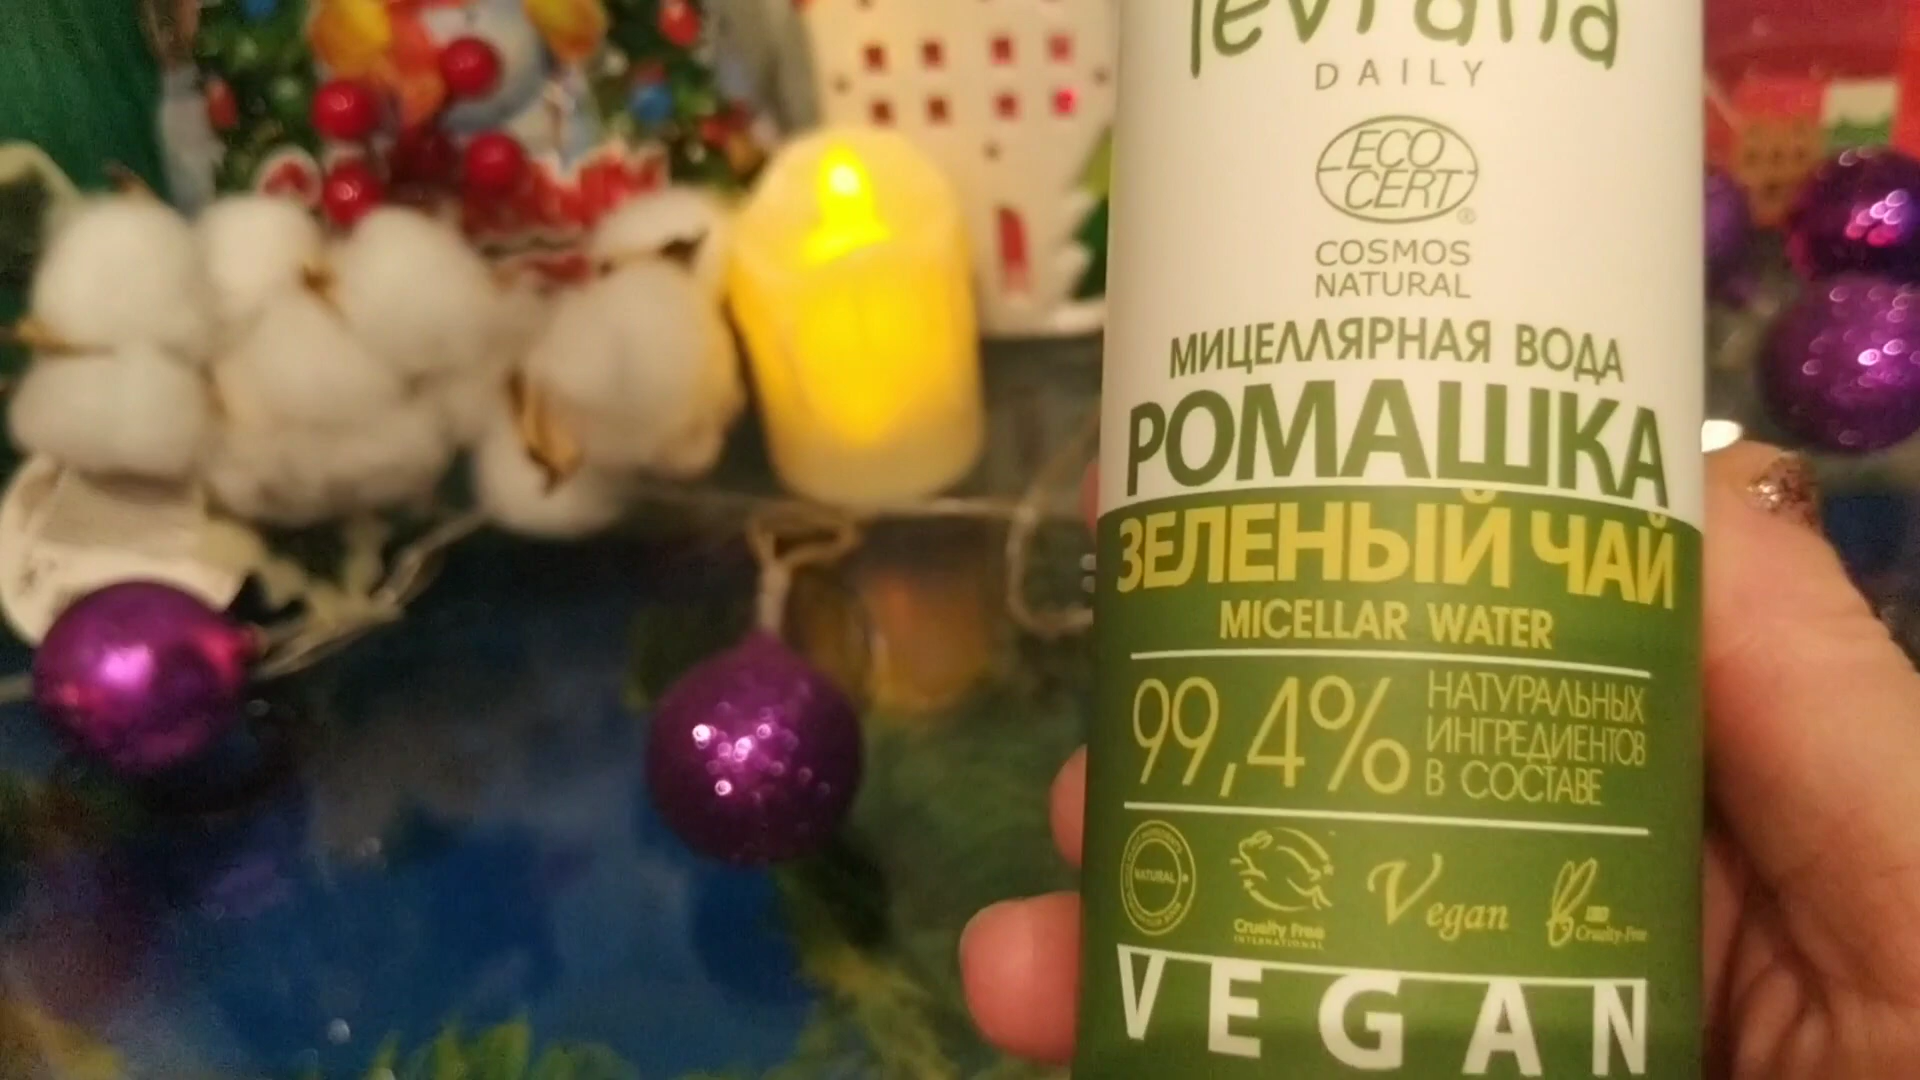 levrana
DAILY
ECO
CERT®
COSMOS
NATURAL
МИЦЕЛЛЯРНАЯ ВОДА
РОМАШКА
ЗЕЛЕНЫЙ ЧАЙ
MICELLAR WATER
99,4% НАТУРАЛЬНЫХ
ИНГРЕДИЕНТОВ
В СОСТАВЕ
NATURAL
Cruelty Free
INTERNATIONAL
Vegan
Cruelty-Free
VEGAN